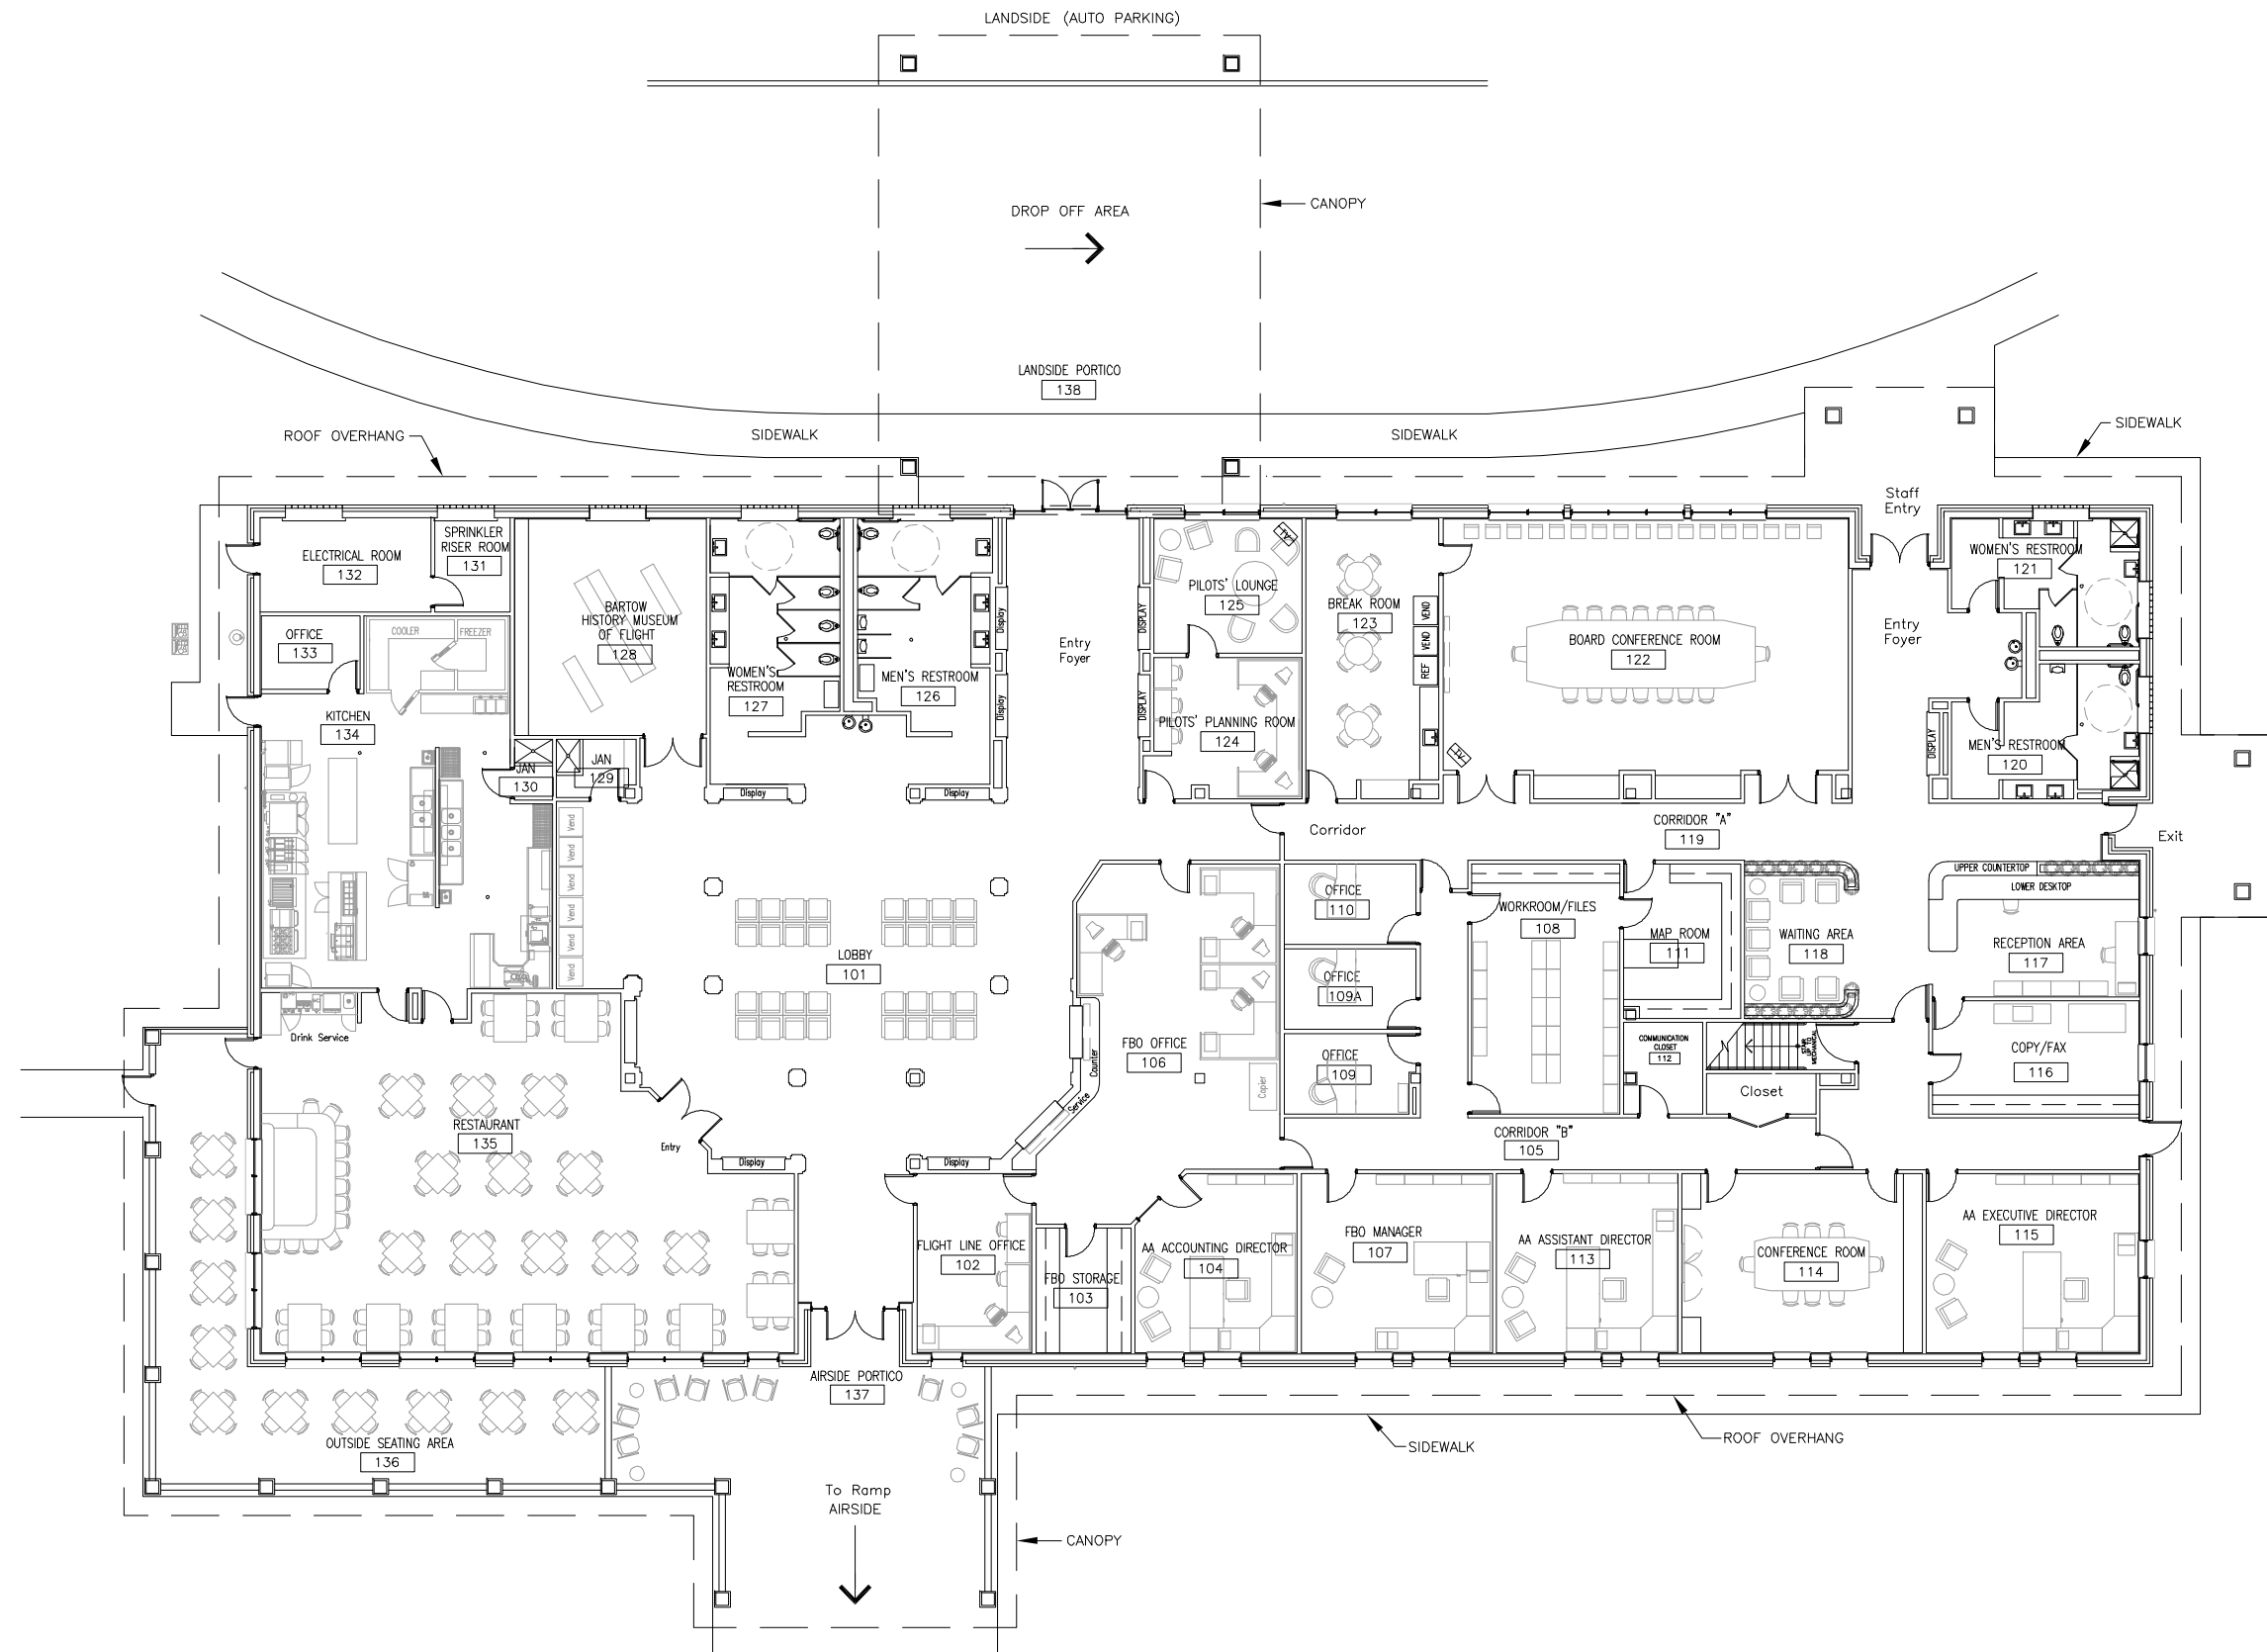 LANDSIDE (AUTO PARKING)
CANOPY
DROP OFF AREA
LANDSIDE PORTICO
138
SIDEWALK
SIDEWALK
ROOF OVERHANG
SIDEWALK
Staff
Entry
ELECTRICAL ROOM
132
SPRINKLER
RISER ROOM
131
BARTOW
HISTORY MUSEUM
OF FLIGHT
128
WOMEN'S
RESTROOM
127
MEN'S RESTROOM
126
Display
Display
Entry
Foyer
DISPLAY
DISPLAY
PILOTS' LOUNGE
125
TV
PILOTS' PLANNING ROOM
124
BREAK ROOM
123
VEND
VEND
REF
BOARD CONFERENCE ROOM
122
TV
Entry
Foyer
WOMEN'S RESTROOM
121
MEN'S RESTROOM
120
DISPLAY
OFFICE
133
COOLER
FREEZER
KITCHEN
134
JAN
130
JAN
129
Display
Display
Vend
Vend
Vend
Vend
Vend
Vend
Corridor
CORRIDOR "A"
119
Exit
LOBBY
101
OFFICE
110
OFFICE
109A
OFFICE
109
WORKROOM/FILES
108
MAP ROOM
111
WAITING AREA
118
UPPER COUNTERTOP
LOWER DESKTOP
RECEPTION AREA
117
COPY/FAX
116
COMMUNICATION
CLOSET
112
STAIR
UP TO
MECHANICAL
Closet
FBO OFFICE
106
Copier
Service
Counter
Drink Service
RESTAURANT
135
Entry
Display
Display
CORRIDOR "B"
105
FLIGHT LINE OFFICE
102
FBO STORAGE
103
AA ACCOUNTING DIRECTOR
104
FBO MANAGER
107
AA ASSISTANT DIRECTOR
113
CONFERENCE ROOM
114
AA EXECUTIVE DIRECTOR
115
AIRSIDE PORTICO
137
OUTSIDE SEATING AREA
136
SIDEWALK
ROOF OVERHANG
To Ramp
AIRSIDE
CANOPY